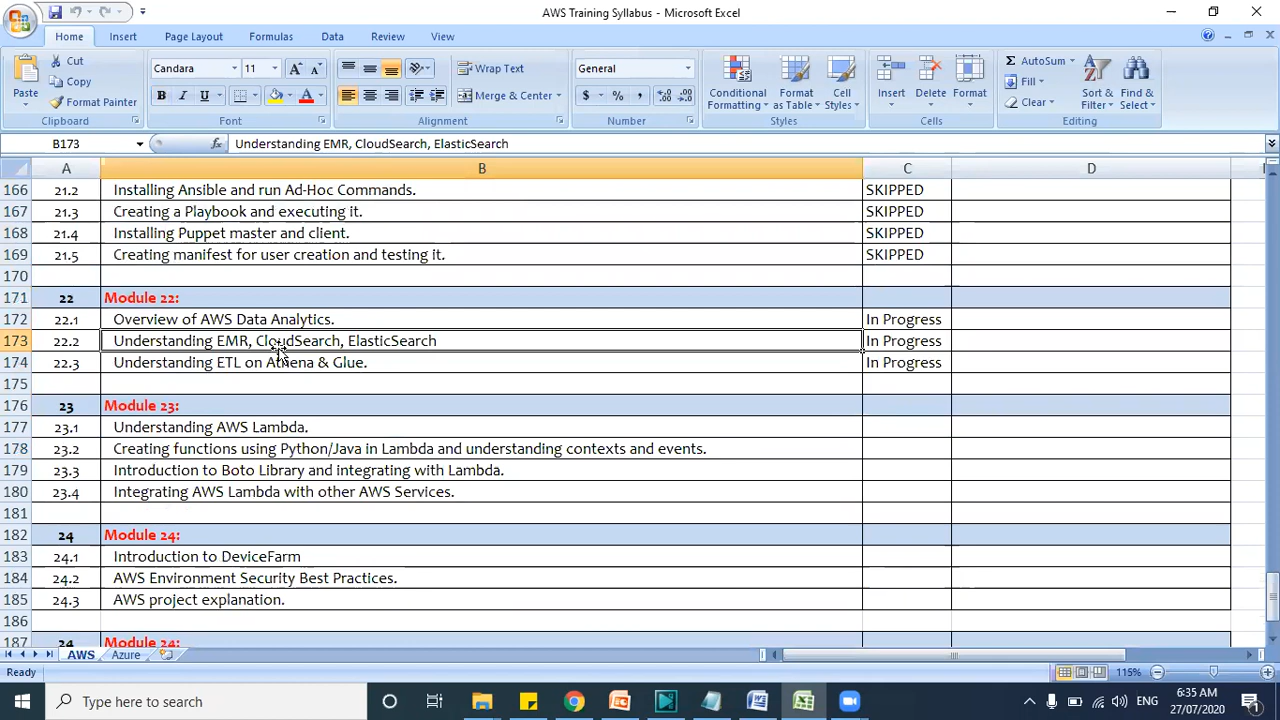 AWS Training Syllabus - Microsoft Excel
Home Insert Page Layout Formulas Data Review View
Paste
Cut
Copy
Format Painter
Clipboard
Candara 11
B I U A
Font
Wrap Text
Merge & Center
Alignment
General
$ % ,
Number
Conditional Formatting
Format as Table
Cell Styles
Styles
Insert Delete Format
Cells
Σ AutoSum
Fill
Clear
Sort & Filter
Find & Select
Editing
B173 fx Understanding EMR, CloudSearch, ElasticSearch
A B C D
166 21.2 Installing Ansible and run Ad-Hoc Commands. SKIPPED
167 21.3 Creating a Playbook and executing it. SKIPPED
168 21.4 Installing Puppet master and client. SKIPPED
169 21.5 Creating manifest for user creation and testing it. SKIPPED
170
171 22 Module 22:
172 22.1 Overview of AWS Data Analytics. In Progress
173 22.2 Understanding EMR, CloudSearch, ElasticSearch In Progress
174 22.3 Understanding ETL on Athena & Glue. In Progress
175
176 23 Module 23:
177 23.1 Understanding AWS Lambda.
178 23.2 Creating functions using Python/Java in Lambda and understanding contexts and events.
179 23.3 Introduction to Boto Library and integrating with Lambda.
180 23.4 Integrating AWS Lambda with other AWS Services.
181
182 24 Module 24:
183 24.1 Introduction to DeviceFarm
184 24.2 AWS Environment Security Best Practices.
185 24.3 AWS project explanation.
186
187 24 Module 24:
AWS Azure
Ready 115%
Type here to search
ENG
6:35 AM
27/07/2020
1